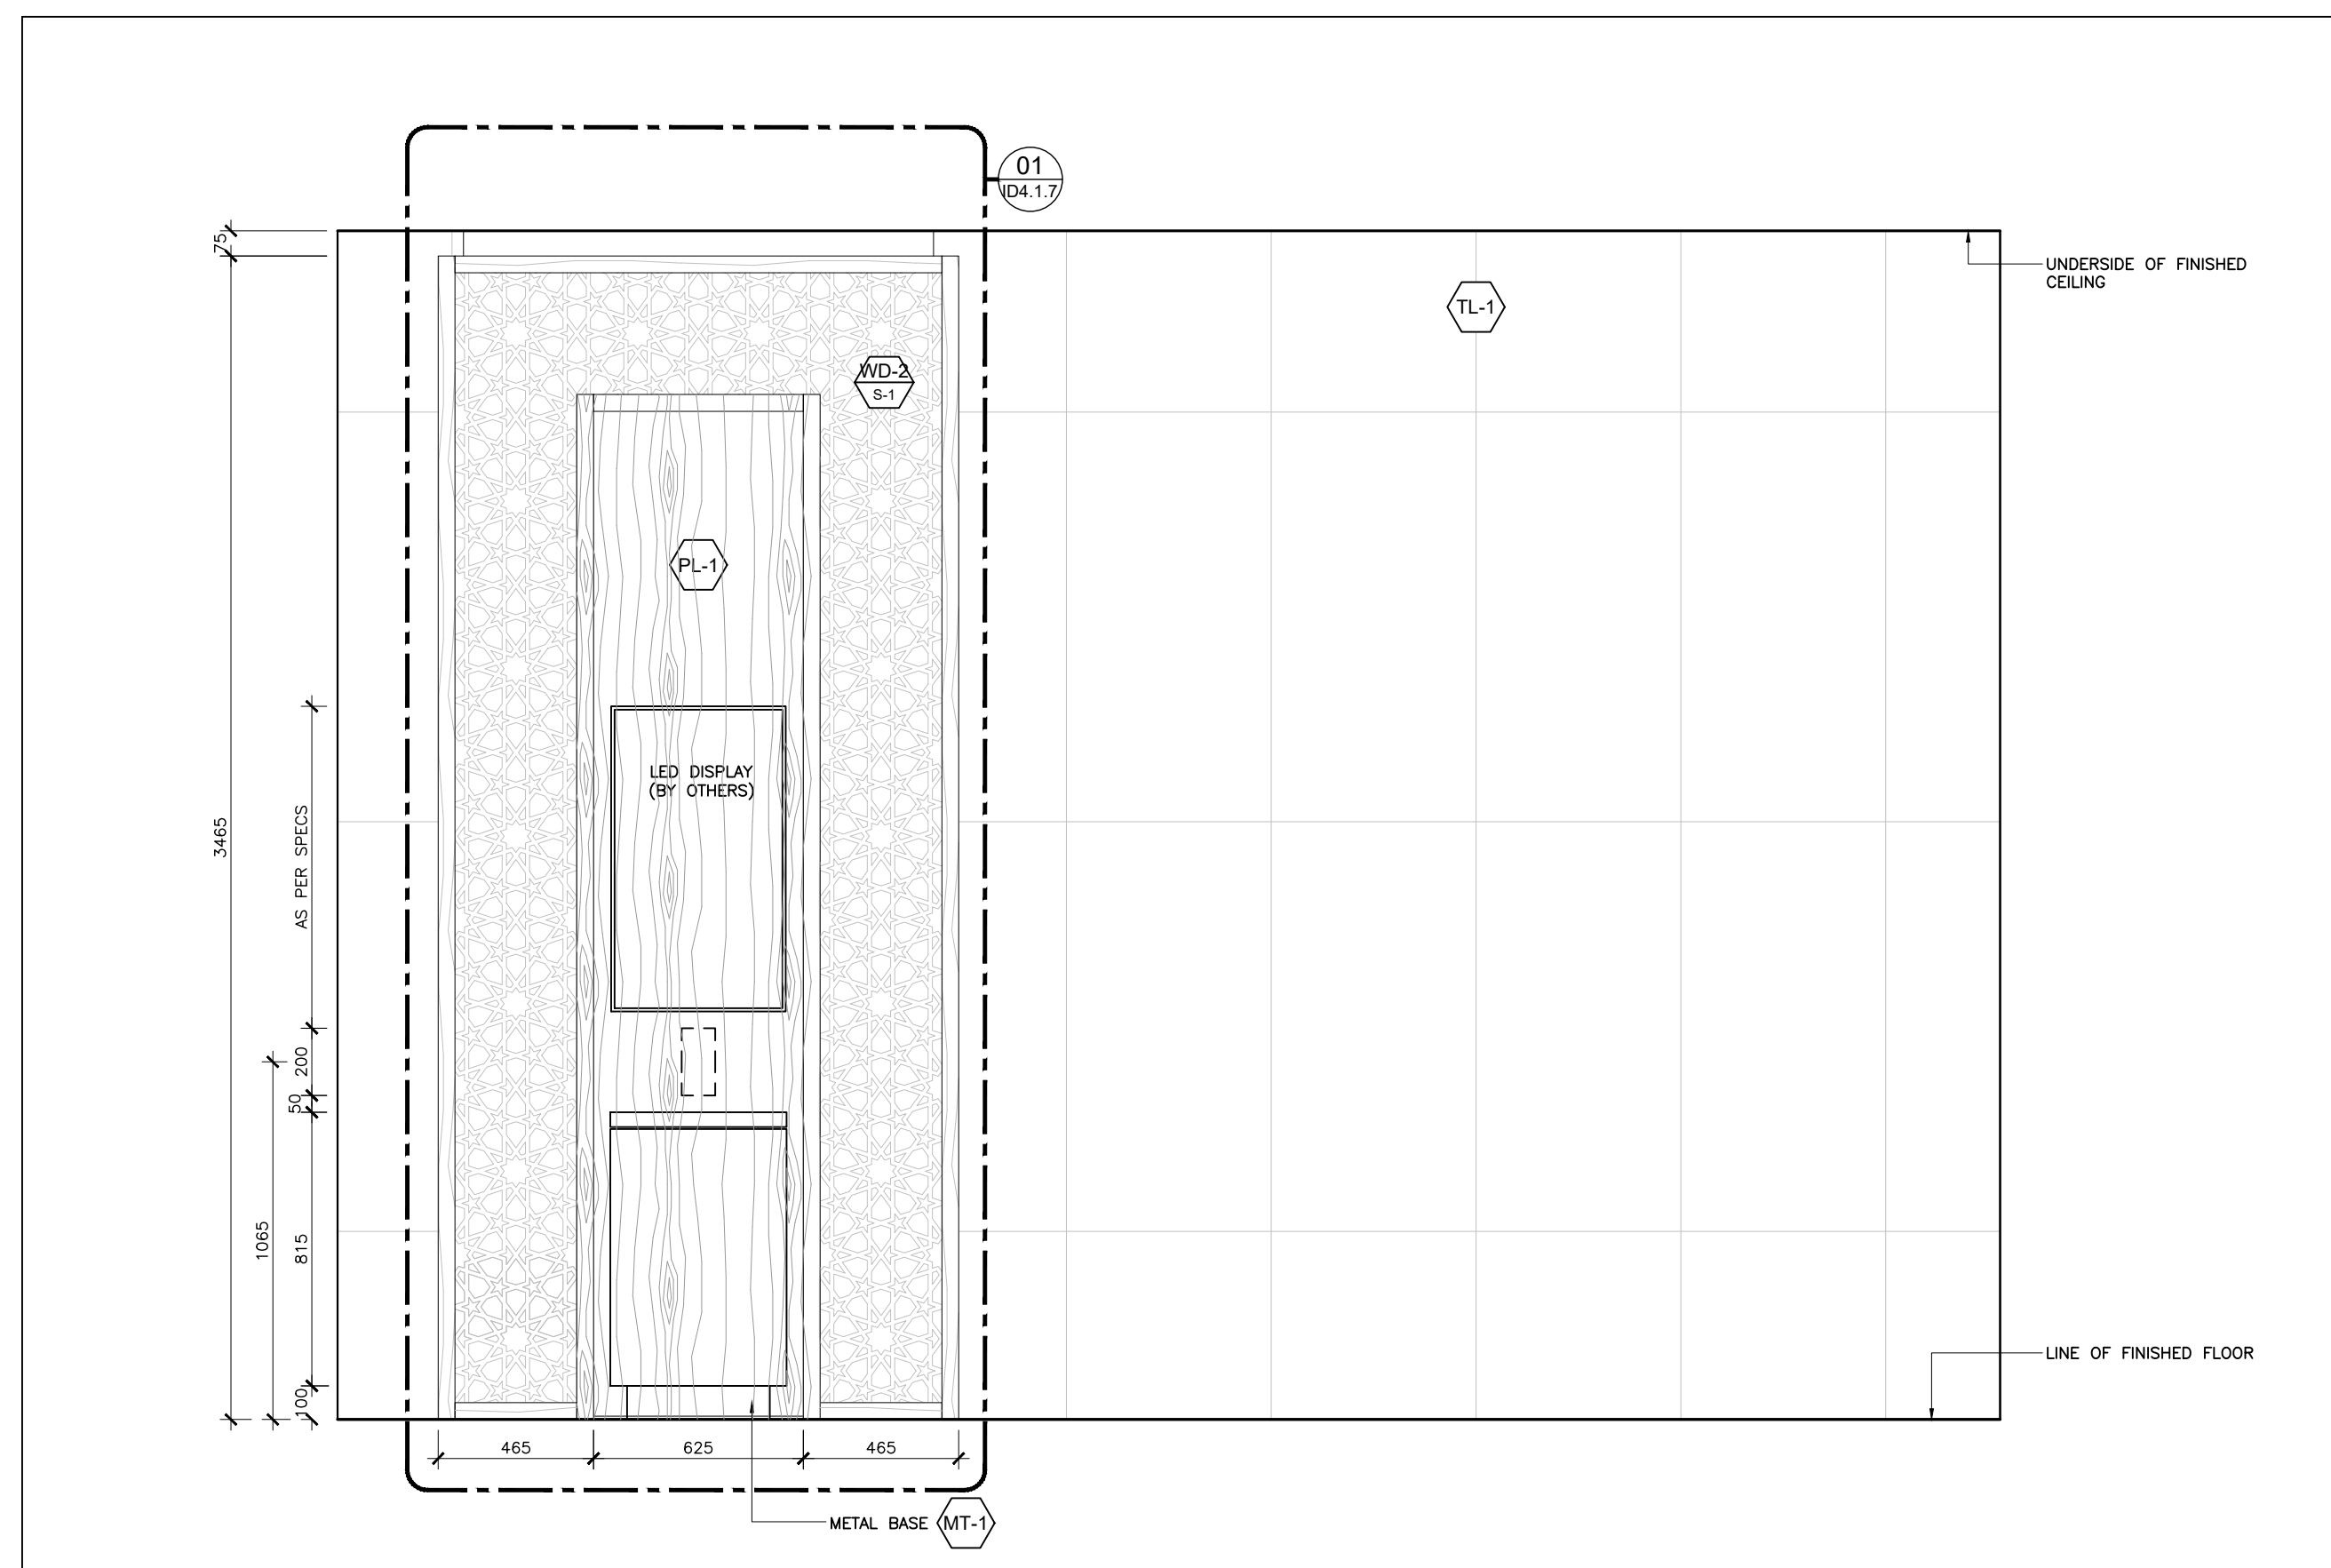 01
ID4.1.7
75
UNDERSIDE OF FINISHED
CEILING
TL-1
WD-2
S-1
PL-1
LED DISPLAY
(BY OTHERS)
3465
AS PER SPECS
200
50
1065
815
100
LINE OF FINISHED FLOOR
465
625
465
METAL BASE
MT-1